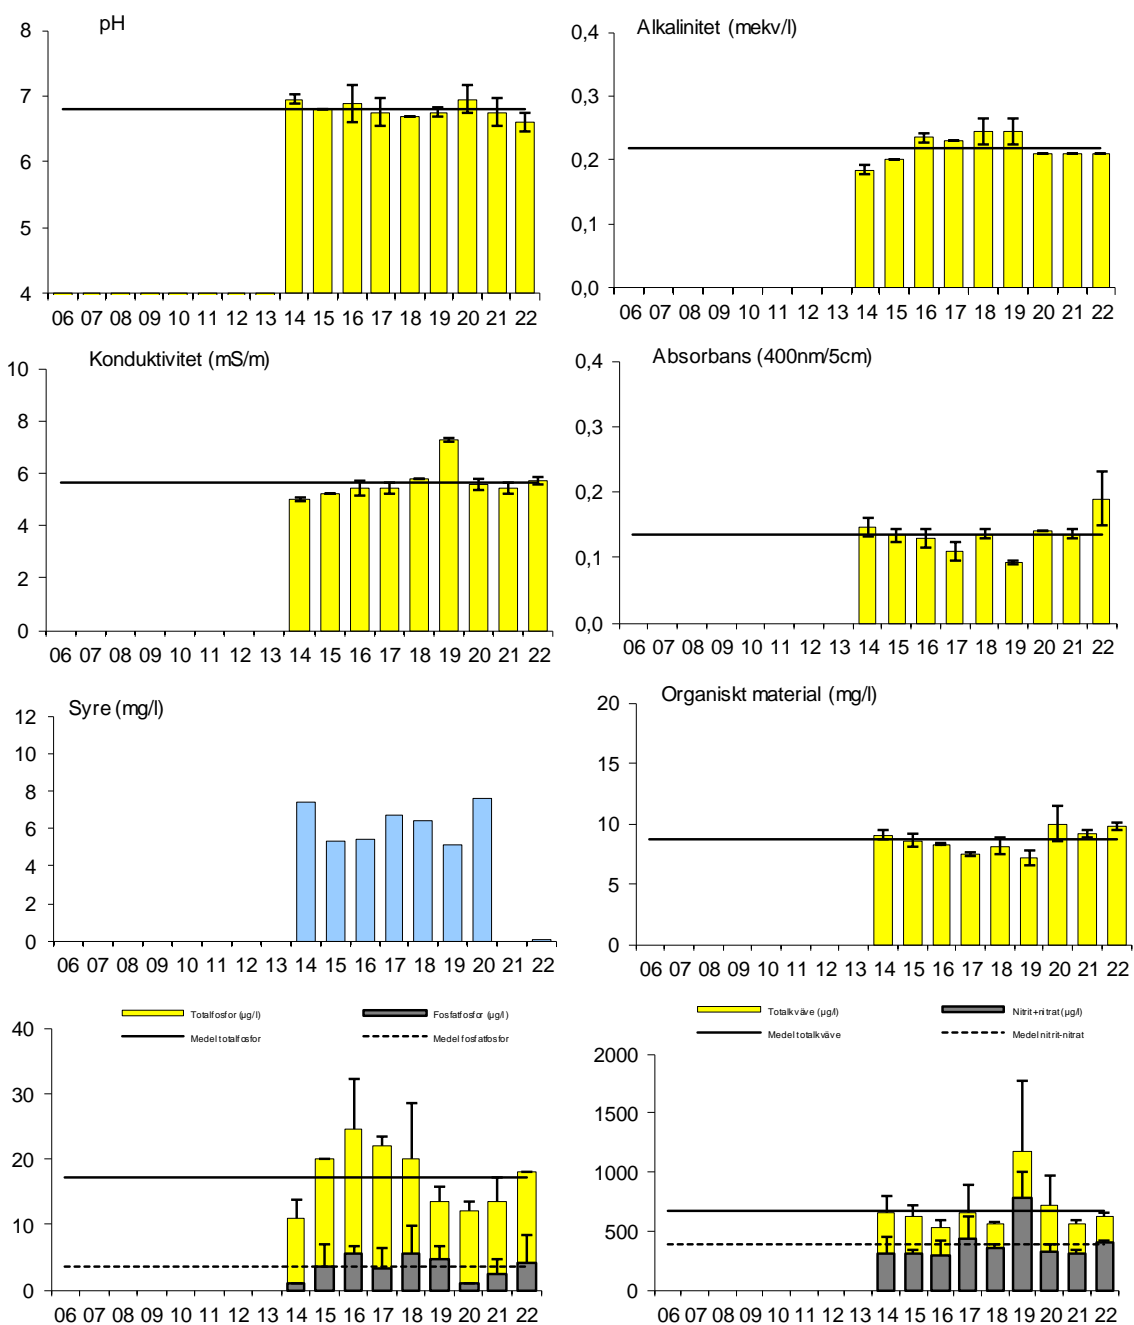 pH
8
7
6
5
4
06 07 08 09 10 11 12 13 14 15 16 17 18 19 20 21 22
Alkalinitet (mekv/l)
0,4
0,3
0,2
0,1
0,0
06 07 08 09 10 11 12 13 14 15 16 17 18 19 20 21 22
Konduktivitet (mS/m)
10
8
6
4
2
0
06 07 08 09 10 11 12 13 14 15 16 17 18 19 20 21 22
Absorbans (400nm/5cm)
0,4
0,3
0,2
0,1
0,0
06 07 08 09 10 11 12 13 14 15 16 17 18 19 20 21 22
Syre (mg/l)
12
10
8
6
4
2
0
06 07 08 09 10 11 12 13 14 15 16 17 18 19 20 21 22
Organiskt material (mg/l)
20
15
10
5
0
06 07 08 09 10 11 12 13 14 15 16 17 18 19 20 21 22
Totalfosfor (µg/l) Fosfatfosfor (µg/l)
Medel totalfosfor Medel fosfatfosfor
40
30
20
10
0
06 07 08 09 10 11 12 13 14 15 16 17 18 19 20 21 22
Totalkväve (µg/l) Nitrit+nitrat (µg/l)
Medel totalkväve Medel nitrit-nitrat
2000
1500
1000
500
0
06 07 08 09 10 11 12 13 14 15 16 17 18 19 20 21 22